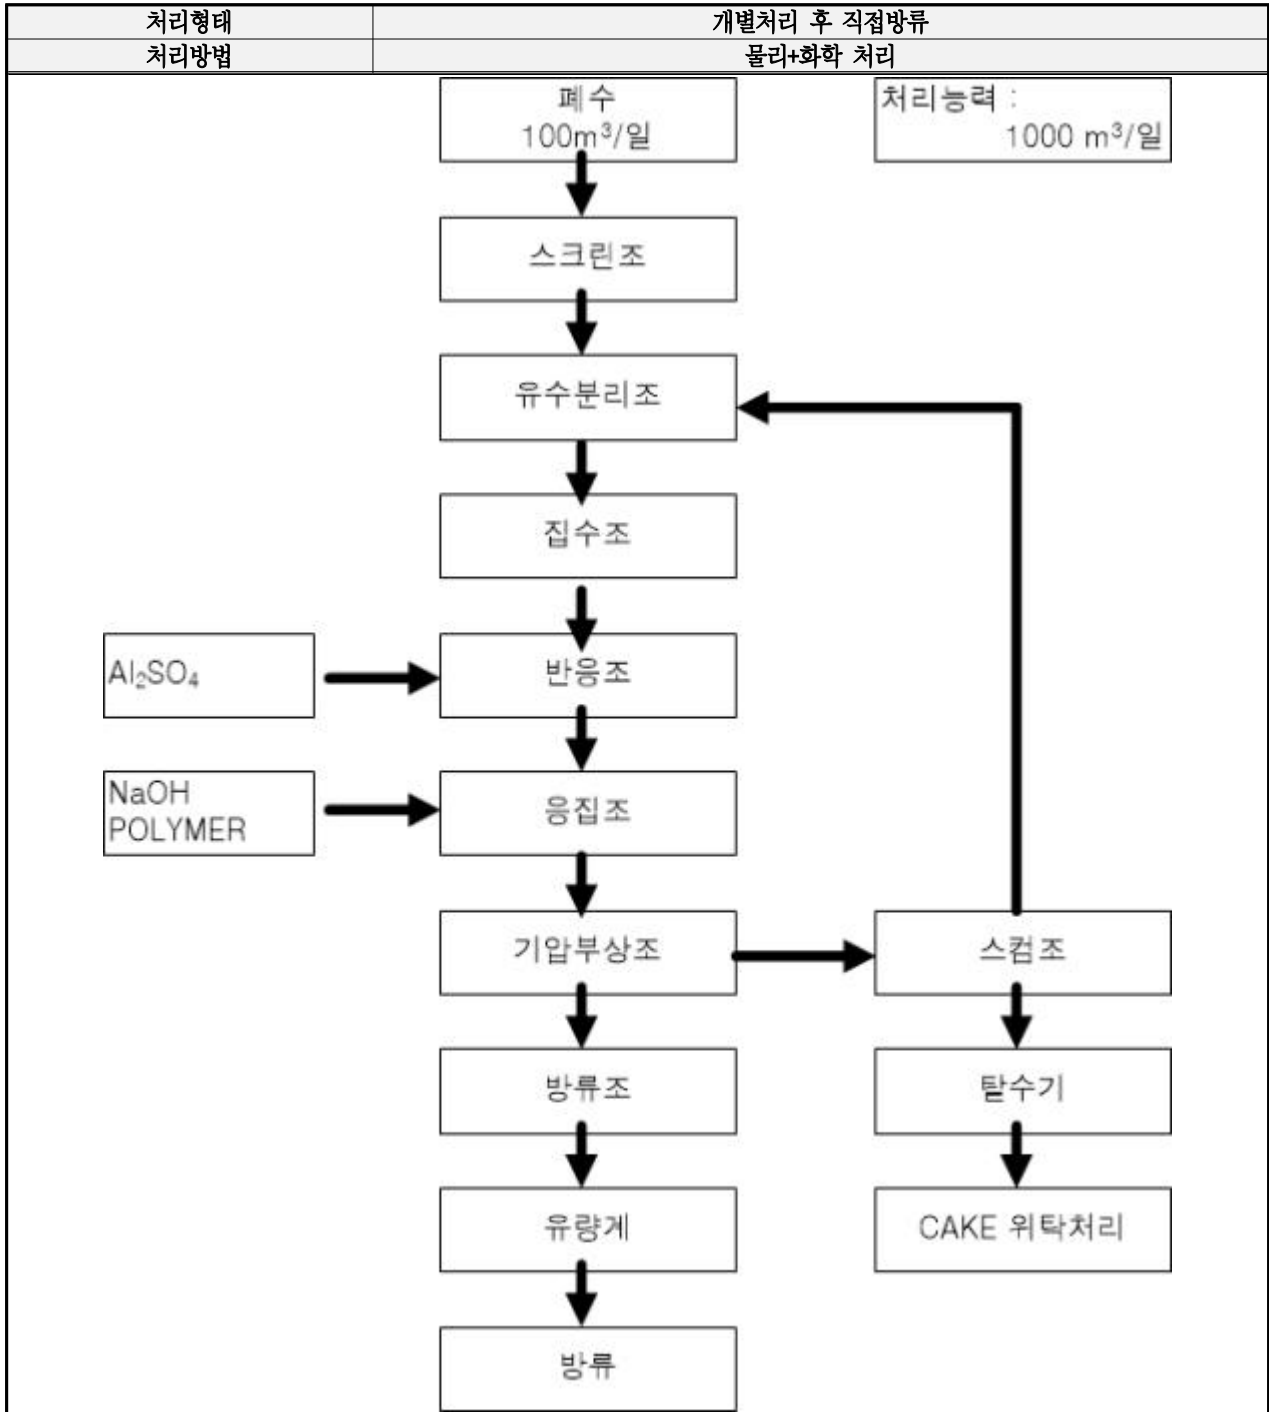 처리형태 개별처리 후 직접방류
처리방법 물리+화학 처리
폐수
100m³/일
처리능력 :
1000 m³/일
스크린조
유수분리조
집수조
Al₂SO₄
반응조
NaOH
POLYMER
응집조
기압부상조
스컴조
방류조
탈수기
유량계
CAKE 위탁처리
방류